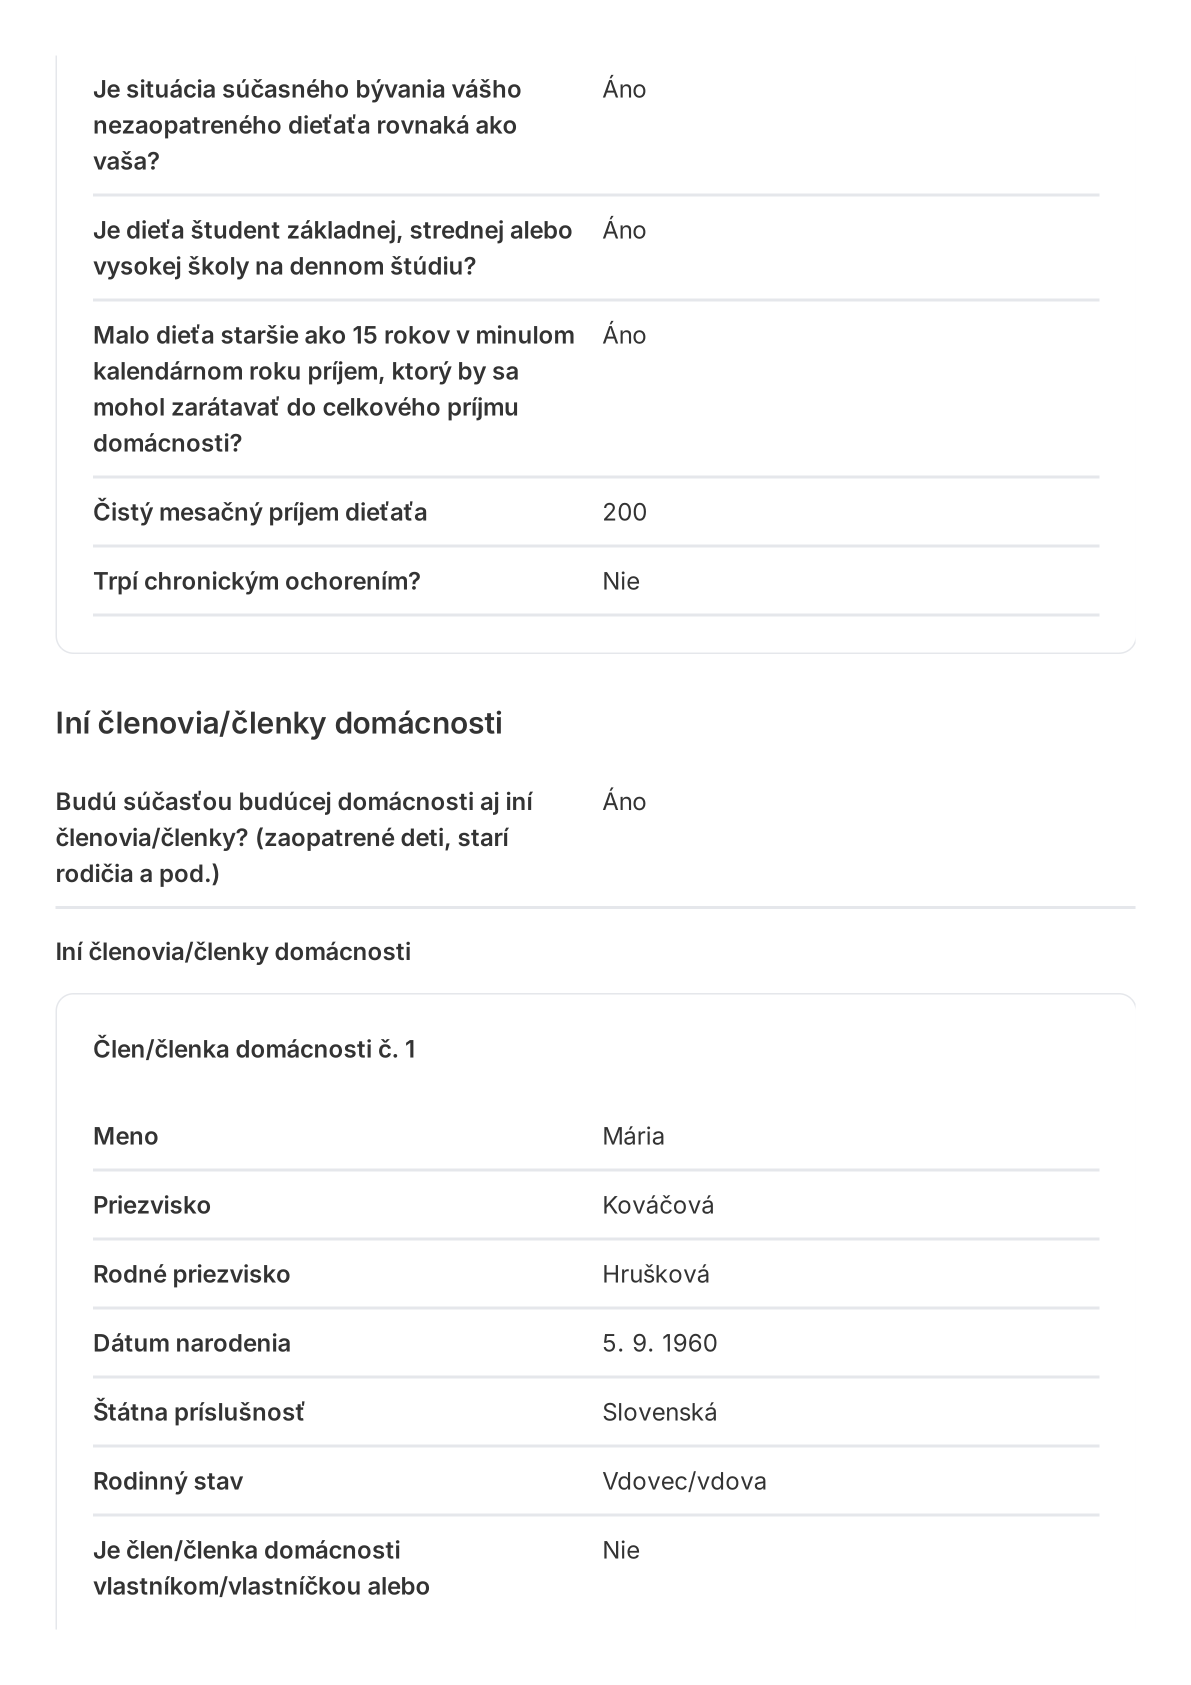 Je situácia súčasného bývania vášho Áno
nezaopatreného dieťaťa rovnaká ako
vaša?
Je dieťa študent základnej, strednej alebo Áno
vysokej školy na dennom štúdiu?
Malo dieťa staršie ako 15 rokov v minulom Áno
kalendárnom roku príjem, ktorý by sa
mohol zarátavať do celkového príjmu
domácnosti?
Čistý mesačný príjem dieťaťa 200
Trpí chronickým ochorením? Nie
Iní členovia/členky domácnosti
Budú súčasťou budúcej domácnosti aj iní Áno
členovia/členky? (zaopatrené deti, starí
rodičia a pod.)
Iní členovia/členky domácnosti
Člen/členka domácnosti č. 1
Meno Mária
Priezvisko Kováčová
Rodné priezvisko Hrušková
Dátum narodenia 5. 9. 1960
Štátna príslušnosť Slovenská
Rodinný stav Vdovec/vdova
Je člen/členka domácnosti Nie
vlastníkom/vlastníčkou alebo